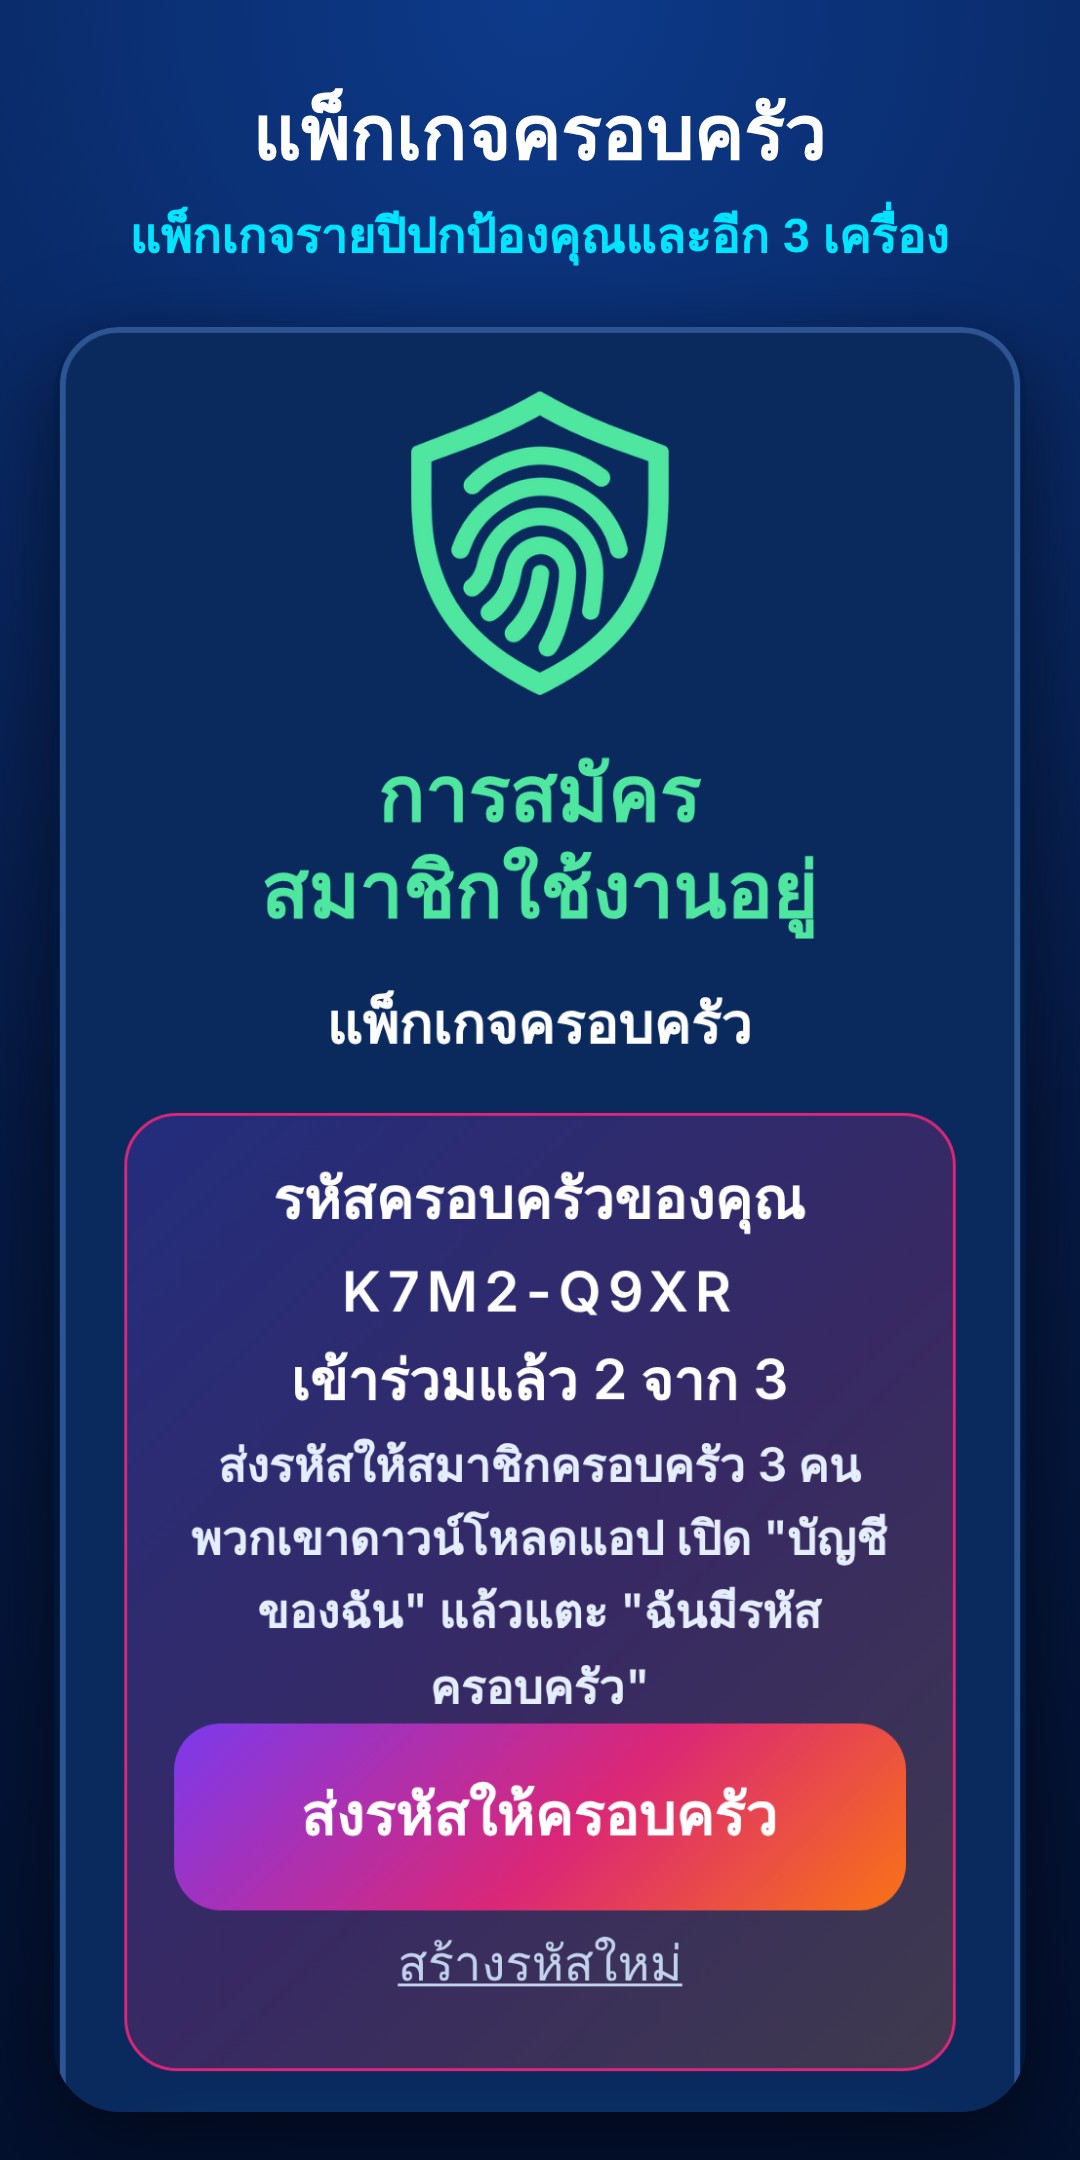 แพ็กเกจครอบครัว
แพ็กเกจรายปีปกป้องคุณและอีก 3 เครื่อง
การสมัคร
สมาชิกใช้งานอยู่
แพ็กเกจครอบครัว
รหัสครอบครัวของคุณ
K7M2-Q9XR
เข้าร่วมแล้ว 2 จาก 3
ส่งรหัสให้สมาชิกครอบครัว 3 คน
พวกเขาดาวน์โหลดแอป เปิด "บัญชี
ของฉัน" แล้วแตะ "ฉันมีรหัส
ครอบครัว"
ส่งรหัสให้ครอบครัว
สร้างรหัสใหม่